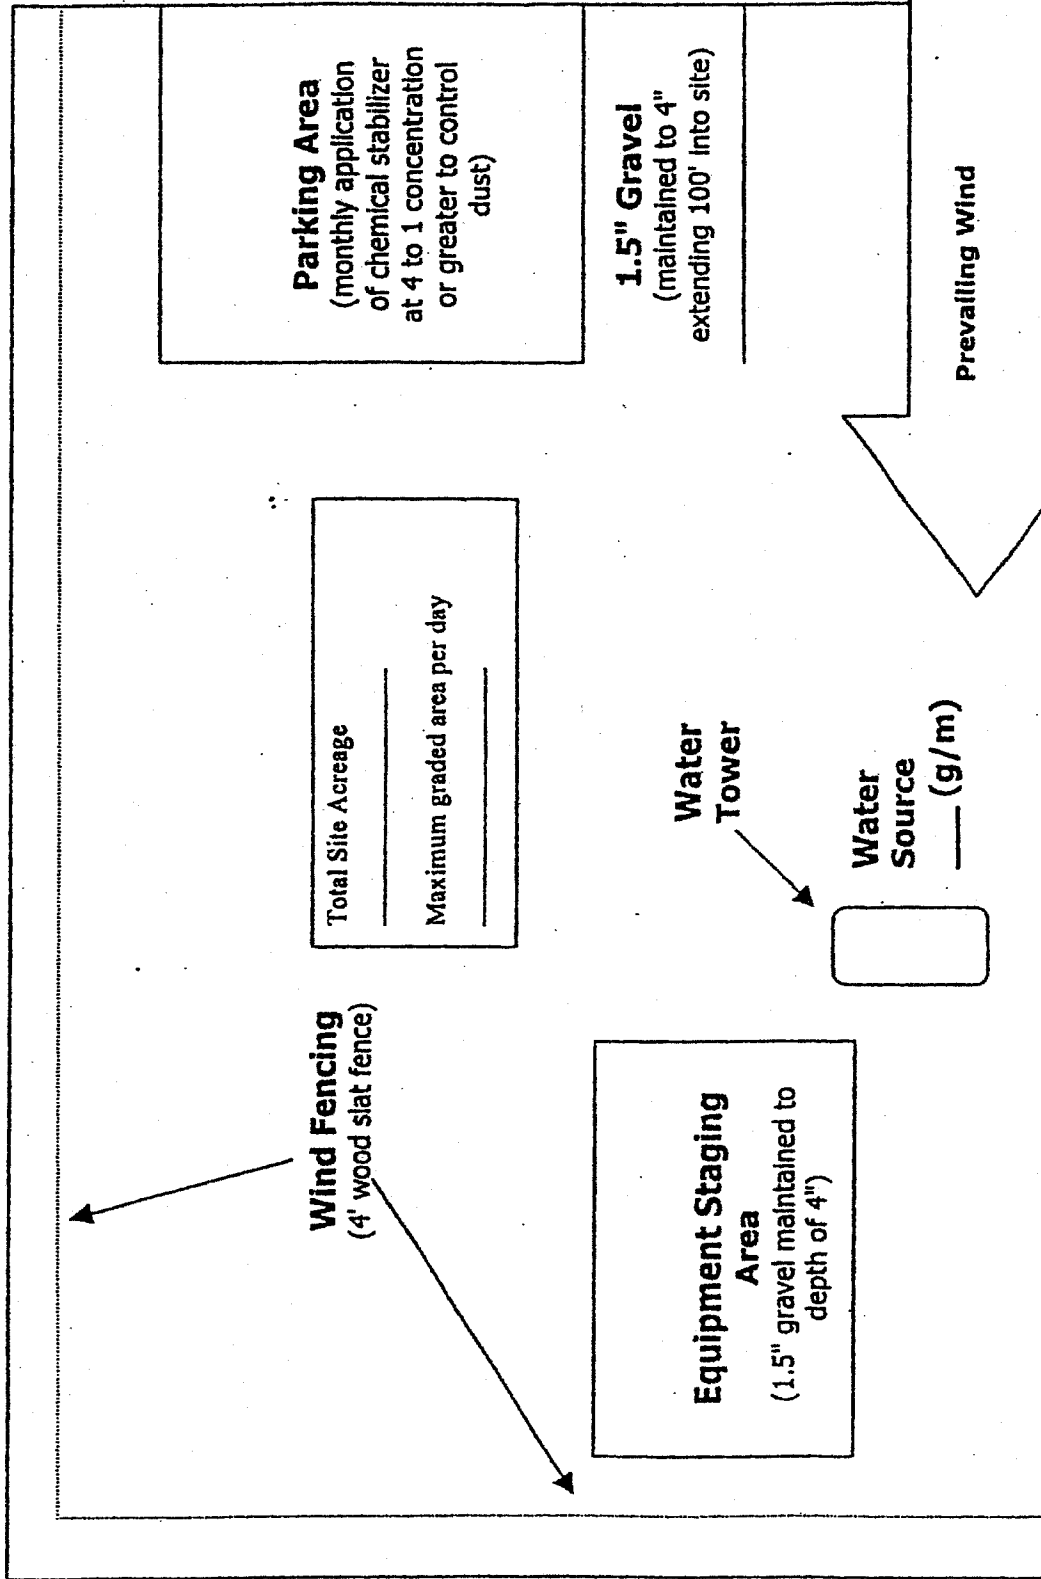 Wind Fencing
(4' wood slat fence)
Total Site Acreage
Maximum graded area per day
Parking Area
(monthly application
of chemical stabilizer
at 4 to 1 concentration
or greater to control
dust)
1.5" Gravel
(maintained to 4"
extending 100' into site)
Equipment Staging
Area
(1.5" gravel maintained to
depth of 4")
Water
Tower
Water
Source
____ (g/m)
Prevailing Wind